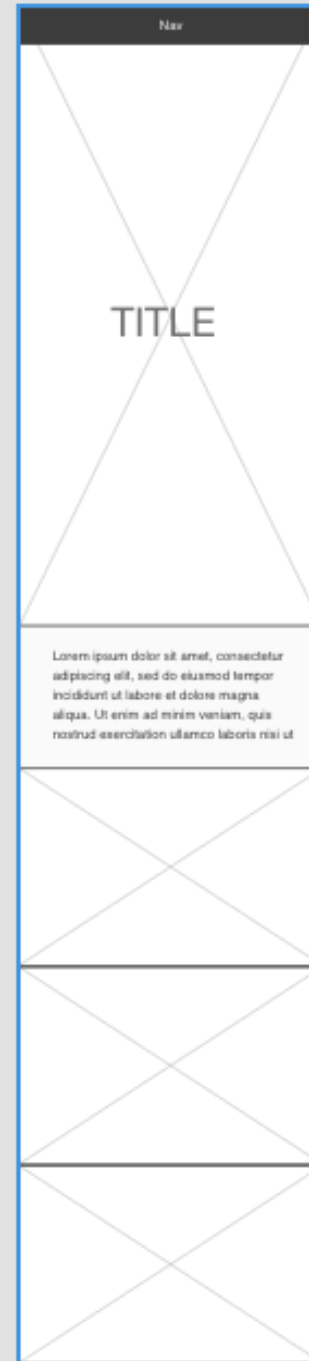 Nav
TITLE
Lorem ipsum dolor sit amet, consectetur
adipiscing elit, sed do eiusmod tempor
incididunt ut labore et dolore magna
aliqua. Ut enim ad minim veniam, quis
nostrud exercitation ullamco laboris nisi ut